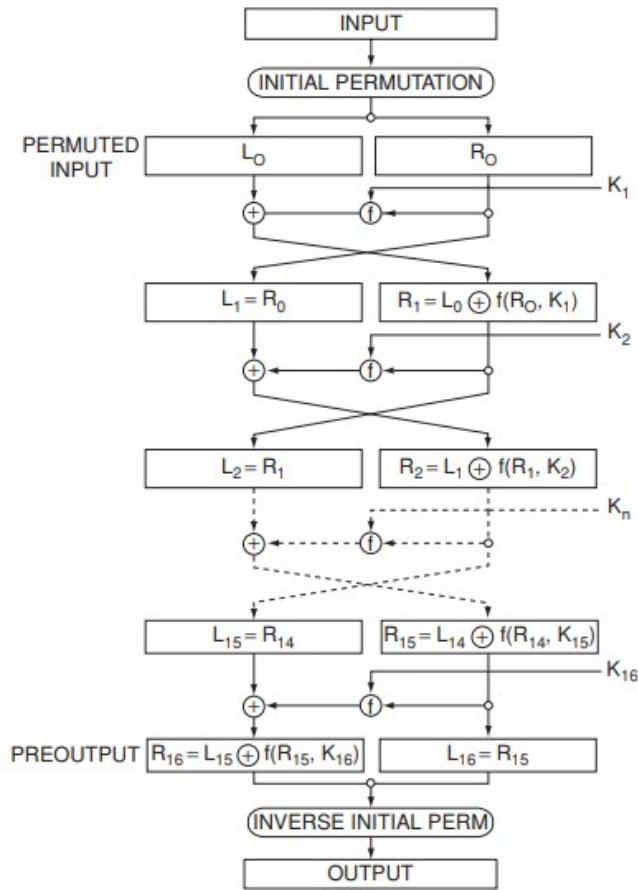 INPUT
INITIAL PERMUTATION
PERMUTED
INPUT
L₀ R₀
K₁
+ f
L₁ = R₀ R₁ = L₀ ⊕ f(R₀, K₁)
K₂
+ f
L₂ = R₁ R₂ = L₁ ⊕ f(R₁, K₂)
Kₙ
+ f
L₁₅ = R₁₄ R₁₅ = L₁₄ ⊕ f(R₁₄, K₁₅)
K₁₆
+ f
PREOUTPUT R₁₆ = L₁₅ ⊕ f(R₁₅, K₁₆) L₁₆ = R₁₅
INVERSE INITIAL PERM
OUTPUT